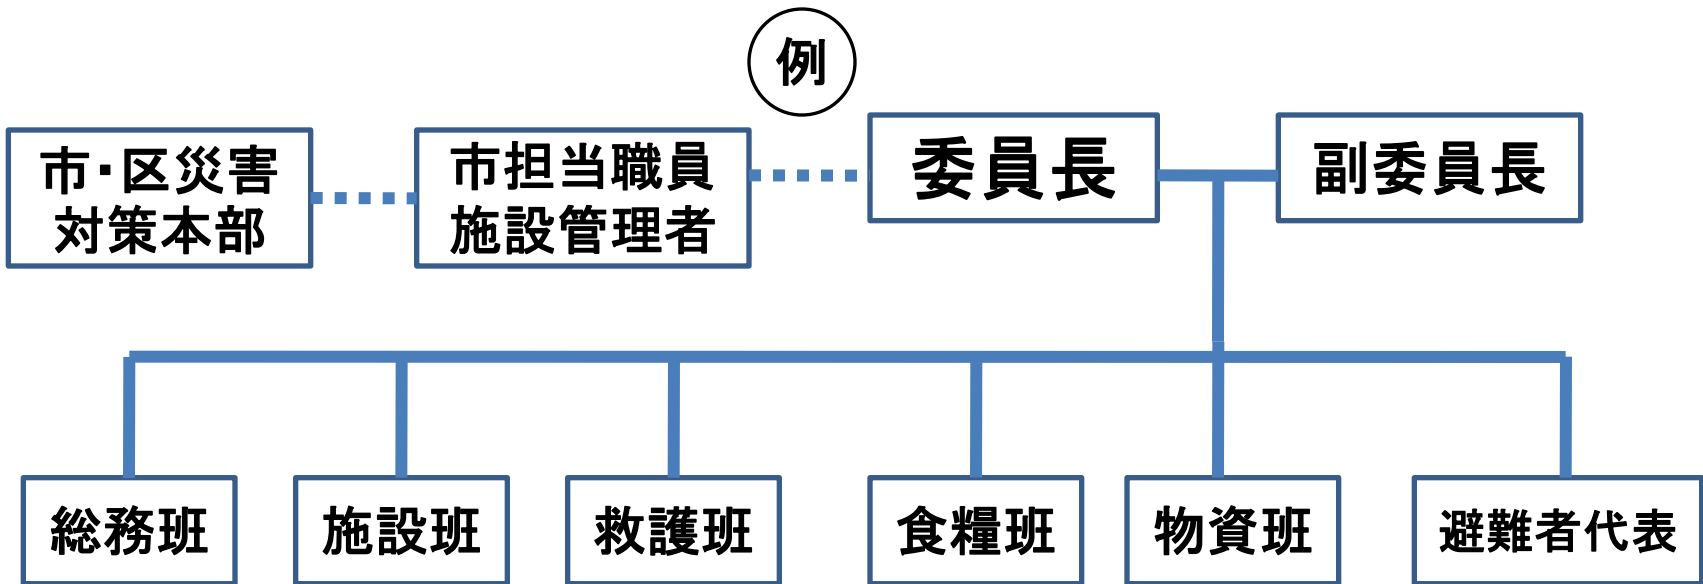 例
市・区災害
対策本部
市担当職員
施設管理者
委員長
副委員長
総務班
施設班
救護班
食糧班
物資班
避難者代表